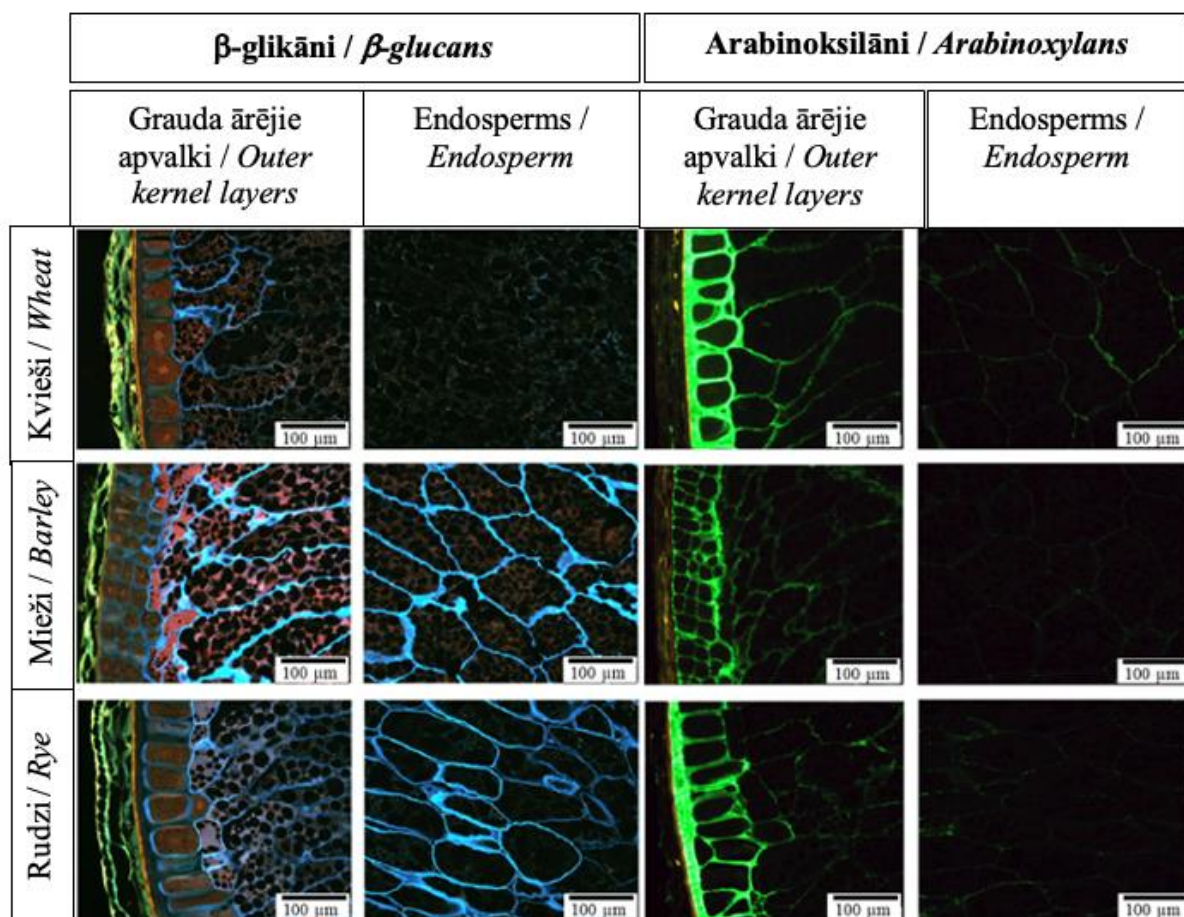 β-glikāni / β-glucans
Arabinoksilāni / Arabinoxylans
Grauda ārējie
apvalki / Outer
kernel layers
Endosperms /
Endosperm
Grauda ārējie
apvalki / Outer
kernel layers
Endosperms /
Endosperm
Kvieši / Wheat
100 µm
100 µm
100 µm
100 µm
Mieži / Barley
100 µm
100 µm
100 µm
100 µm
Rudzi / Rye
100 µm
100 µm
100 µm
100 µm